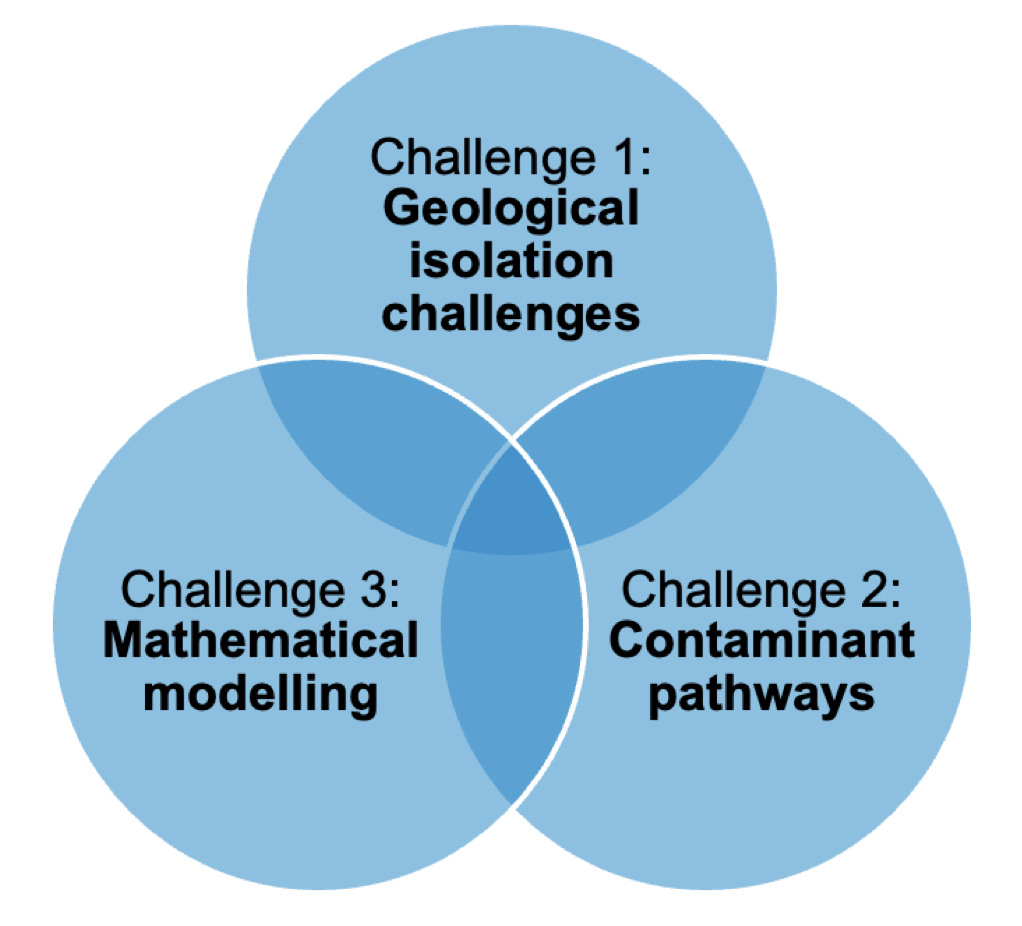 Challenge 1:
Geological
isolation
challenges
Challenge 3:
Mathematical
modelling
Challenge 2:
Contaminant
pathways